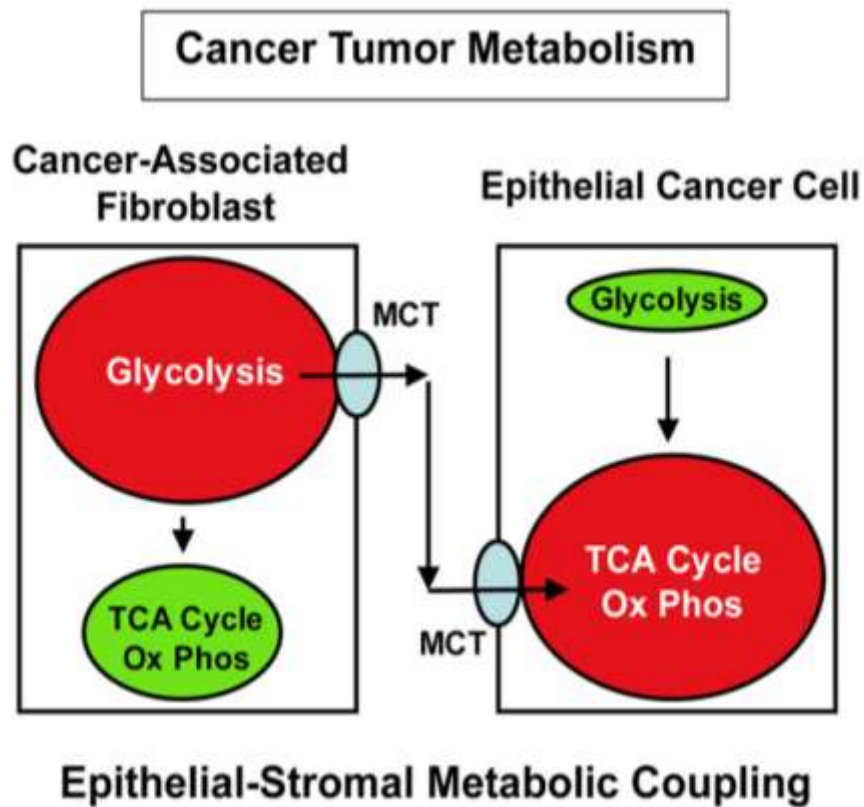 Cancer Tumor Metabolism
Cancer-Associated
Fibroblast
Epithelial Cancer Cell
MCT
Glycolysis
Glycolysis
TCA Cycle
Ox Phos
MCT
TCA Cycle
Ox Phos
Epithelial-Stromal Metabolic Coupling